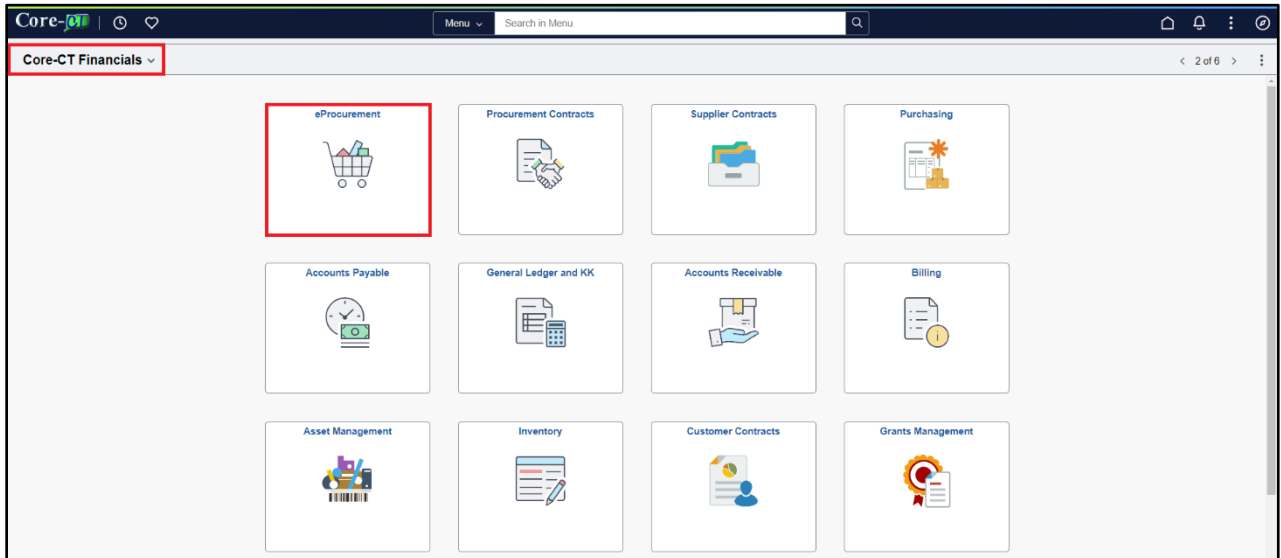 Core-CT
Menu
Search in Menu
Core-CT Financials
2 of 6
eProcurement
Procurement Contracts
Supplier Contracts
Purchasing
Accounts Payable
General Ledger and KK
Accounts Receivable
Billing
Asset Management
Inventory
Customer Contracts
Grants Management